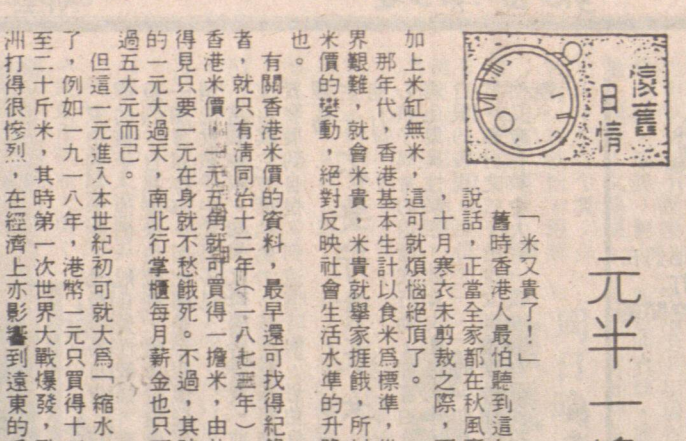 懷舊
日情
元半一
「米又貴了！」
舊時香港人最怕聽到這
說話，正當全家都在秋風
，十月寒衣未剪裁之際，
加上米缸無米，這可就煩惱絕頂了。
那年代，香港基本生計以食米爲標準，
界艱難，就會米貴，米貴就舉家捱餓，所
米價的變動，絕對反映社會生活水準的升
也。
有關香港米價的資料，最早還可找得紀
者，就只有清同治十二年（一八七三年）
香港米價，一元五角就可買得一擔米，由
得見只要一元在身就不愁餓死。不過，其
的一元大過天，南北行掌櫃每月薪金也只
過五大元而已。
但這一元進入本世紀初可就大爲「縮水
了，例如一九一八年，港幣一元只買得十
至二十斤米，其時第一次世界大戰爆發，
洲打得很慘烈，在經濟上亦影響到遠東的